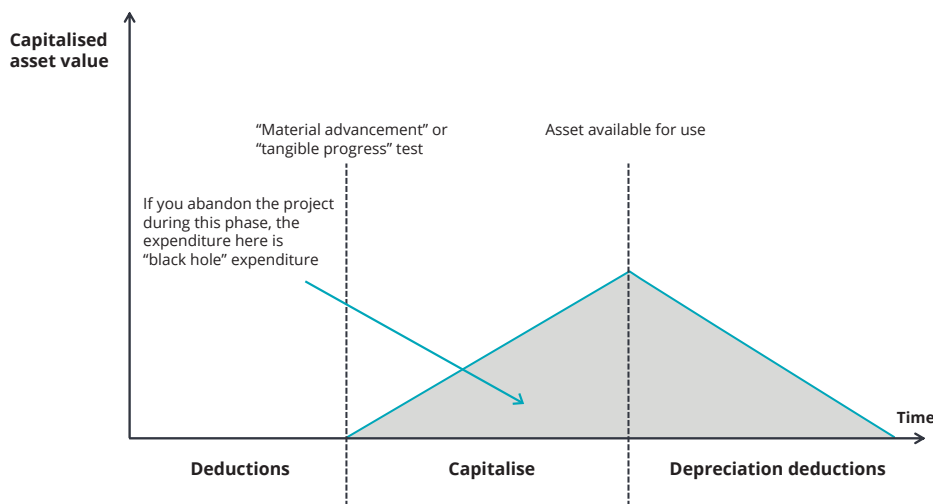 Capitalised
asset value
“Material advancement” or
“tangible progress” test
Asset available for use
If you abandon the project
during this phase, the
expenditure here is
“black hole” expenditure
Time
Deductions
Capitalise
Depreciation deductions